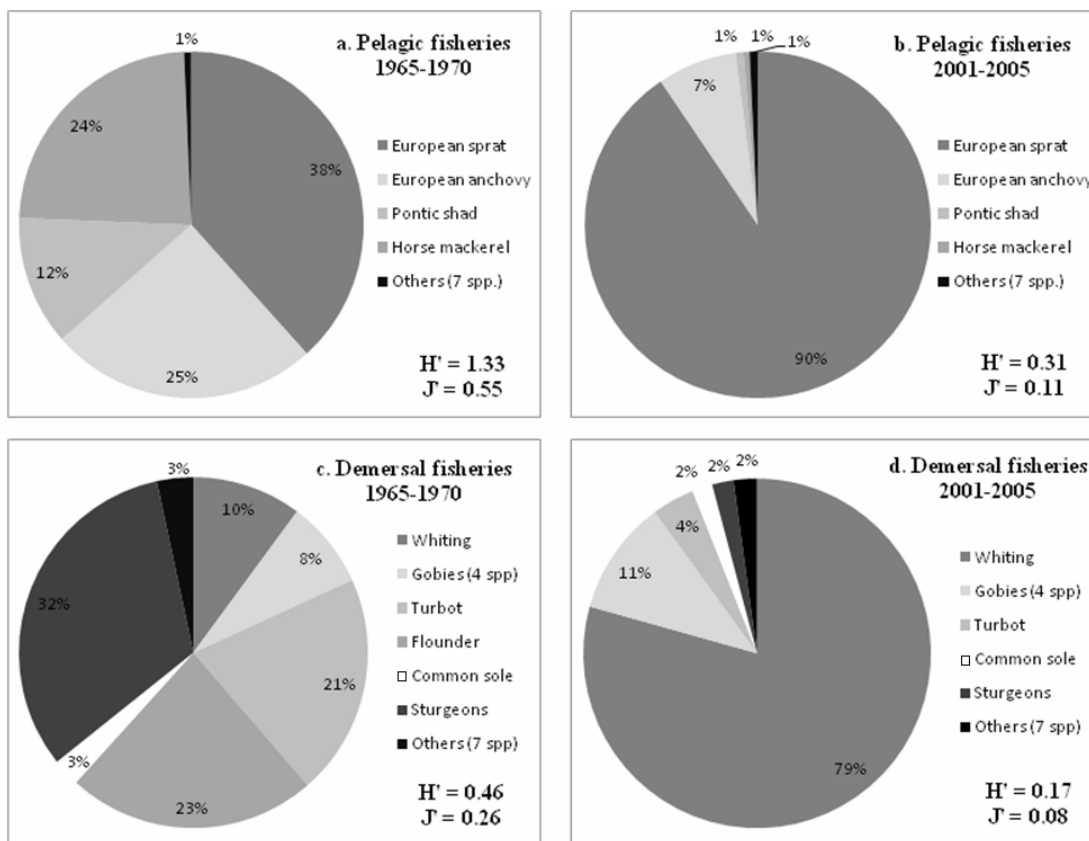 a. Pelagic fisheries
1965-1970
1%
24%
38%
12%
25%
European sprat
European anchovy
Pontic shad
Horse mackerel
Others (7 spp.)
H' = 1.33
J' = 0.55
b. Pelagic fisheries
2001-2005
1%
1%
1%
7%
90%
European sprat
European anchovy
Pontic shad
Horse mackerel
Others (7 spp.)
H' = 0.31
J' = 0.11
c. Demersal fisheries
1965-1970
3%
10%
8%
32%
21%
3%
23%
Whiting
Gobies (4 spp)
Turbot
Flounder
Common sole
Sturgeons
Others (7 spp)
H' = 0.46
J' = 0.26
d. Demersal fisheries
2001-2005
2%
2%
2%
4%
11%
79%
Whiting
Gobies (4 spp)
Turbot
Common sole
Sturgeons
Others (7 spp)
H' = 0.17
J' = 0.08